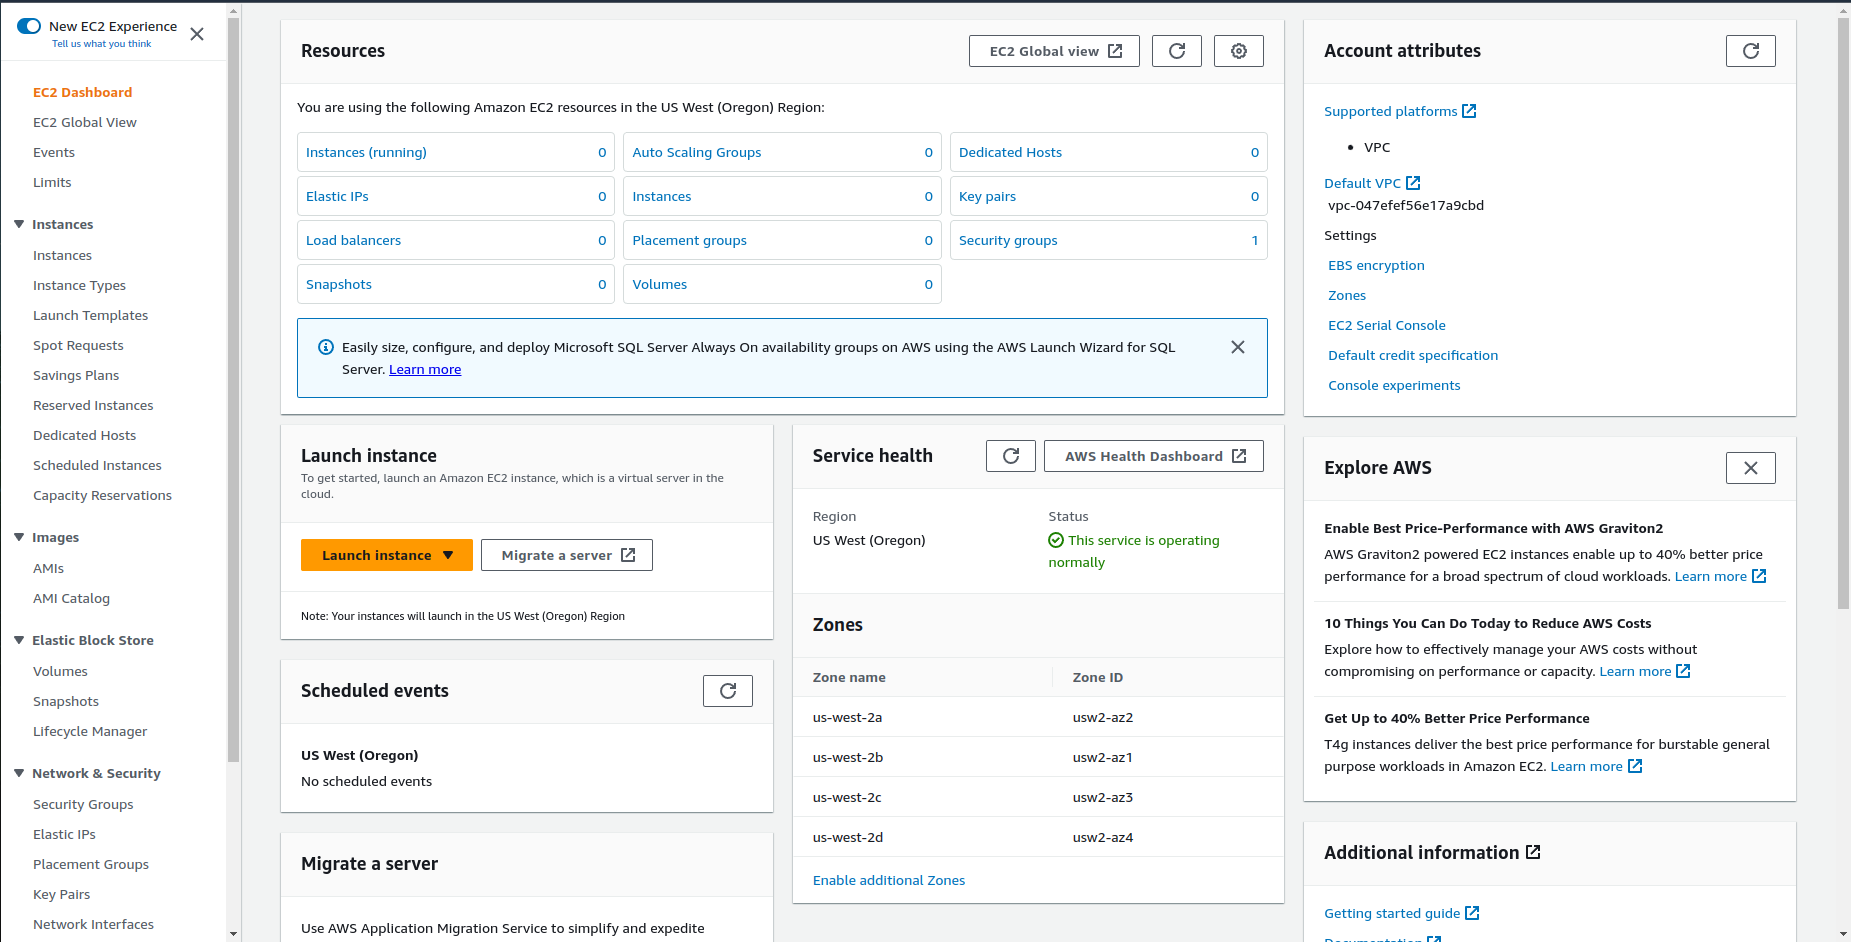 New EC2 Experience
Tell us what you think
EC2 Dashboard
EC2 Global View
Events
Limits
Instances
Instances
Instance Types
Launch Templates
Spot Requests
Savings Plans
Reserved Instances
Dedicated Hosts
Scheduled Instances
Capacity Reservations
Images
AMIs
AMI Catalog
Elastic Block Store
Volumes
Snapshots
Lifecycle Manager
Network & Security
Security Groups
Elastic IPs
Placement Groups
Key Pairs
Network Interfaces
Resources
EC2 Global view
You are using the following Amazon EC2 resources in the US West (Oregon) Region:
Instances (running) 0 Auto Scaling Groups 0 Dedicated Hosts 0
Elastic IPs 0 Instances 0 Key pairs 0
Load balancers 0 Placement groups 0 Security groups 1
Snapshots 0 Volumes 0
Easily size, configure, and deploy Microsoft SQL Server Always On availability groups on AWS using the AWS Launch Wizard for SQL
Server. Learn more
Launch instance
To get started, launch an Amazon EC2 instance, which is a virtual server in the
cloud.
Launch instance Migrate a server
Note: Your instances will launch in the US West (Oregon) Region
Scheduled events
US West (Oregon)
No scheduled events
Migrate a server
Use AWS Application Migration Service to simplify and expedite
Service health AWS Health Dashboard
Region Status
US West (Oregon) This service is operating
normally
Zones
Zone name Zone ID
us-west-2a usw2-az2
us-west-2b usw2-az1
us-west-2c usw2-az3
us-west-2d usw2-az4
Enable additional Zones
Account attributes
Supported platforms
• VPC
Default VPC
vpc-047efef56e17a9cbd
Settings
EBS encryption
Zones
EC2 Serial Console
Default credit specification
Console experiments
Explore AWS
Enable Best Price-Performance with AWS Graviton2
AWS Graviton2 powered EC2 instances enable up to 40% better price
performance for a broad spectrum of cloud workloads. Learn more
10 Things You Can Do Today to Reduce AWS Costs
Explore how to effectively manage your AWS costs without
compromising on performance or capacity. Learn more
Get Up to 40% Better Price Performance
T4g instances deliver the best price performance for burstable general
purpose workloads in Amazon EC2. Learn more
Additional information
Getting started guide
Documentation